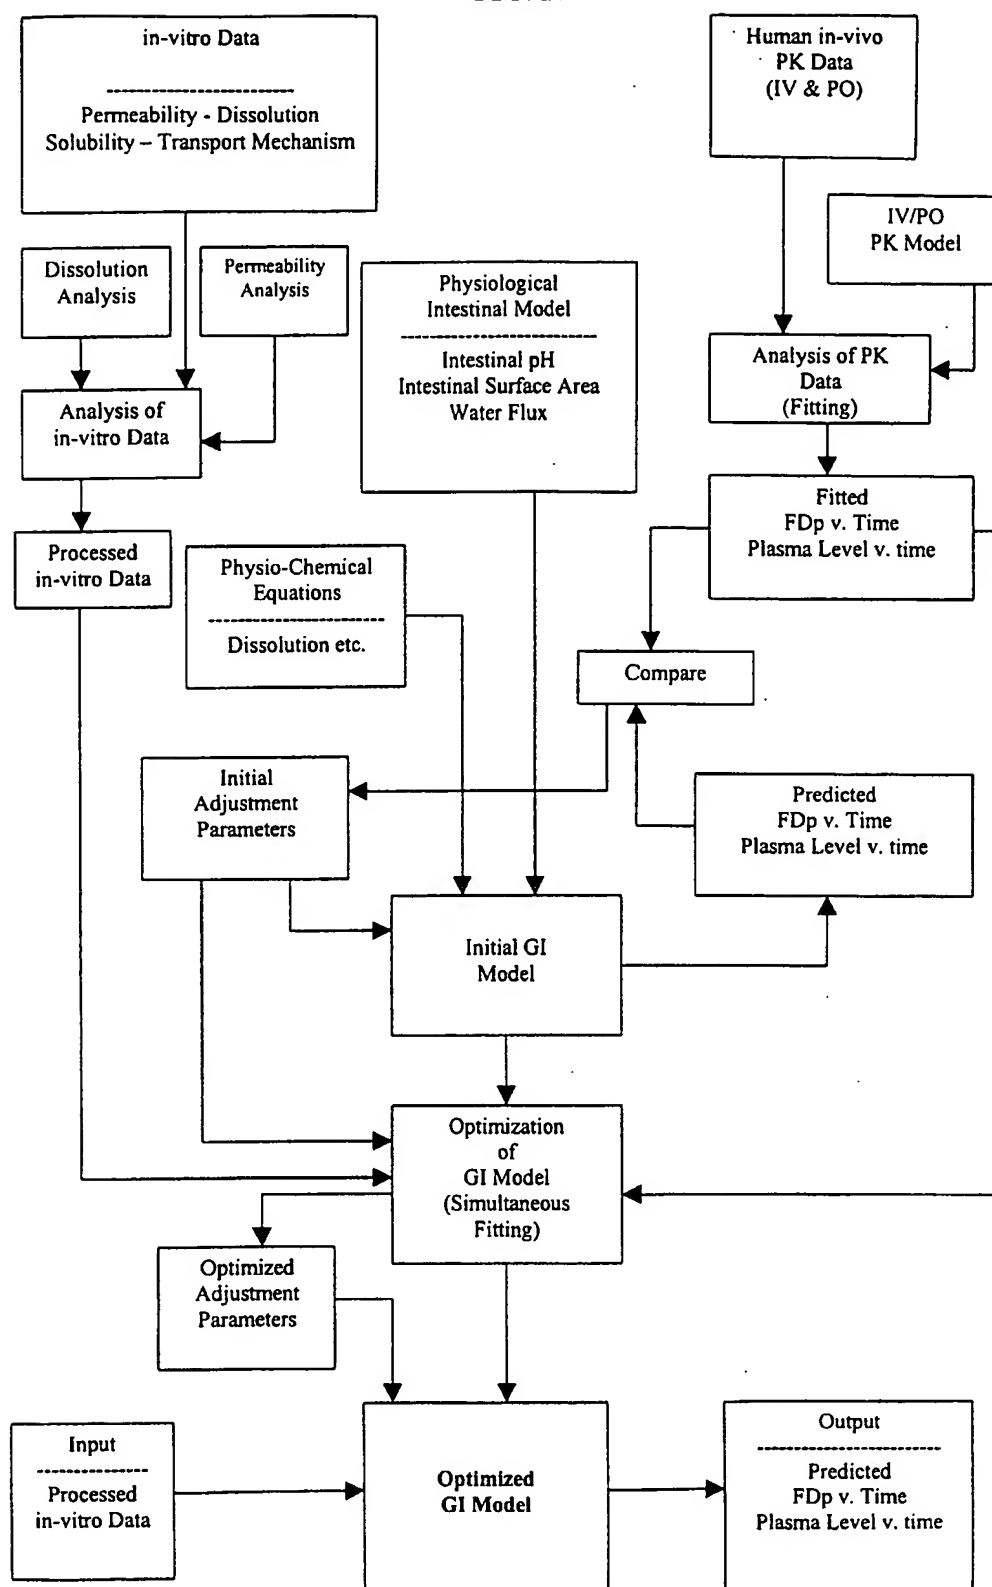 in-vitro Data
Permeability - Dissolution
Solubility – Transport Mechanism
Human in-vivo
PK Data
(IV & PO)
IV/PO
PK Model
Dissolution
Analysis
Permeability
Analysis
Physiological
Intestinal Model
Intestinal pH
Intestinal Surface Area
Water Flux
Analysis of PK
Data
(Fitting)
Analysis of
in-vitro Data
Fitted
FDp v. Time
Plasma Level v. time
Processed
in-vitro Data
Physio-Chemical
Equations
Dissolution etc.
Compare
Initial
Adjustment
Parameters
Predicted
FDp v. Time
Plasma Level v. time
Initial GI
Model
Optimization
of
GI Model
(Simultaneous
Fitting)
Optimized
Adjustment
Parameters
Input
Processed
in-vitro Data
Optimized
GI Model
Output
Predicted
FDp v. Time
Plasma Level v. time